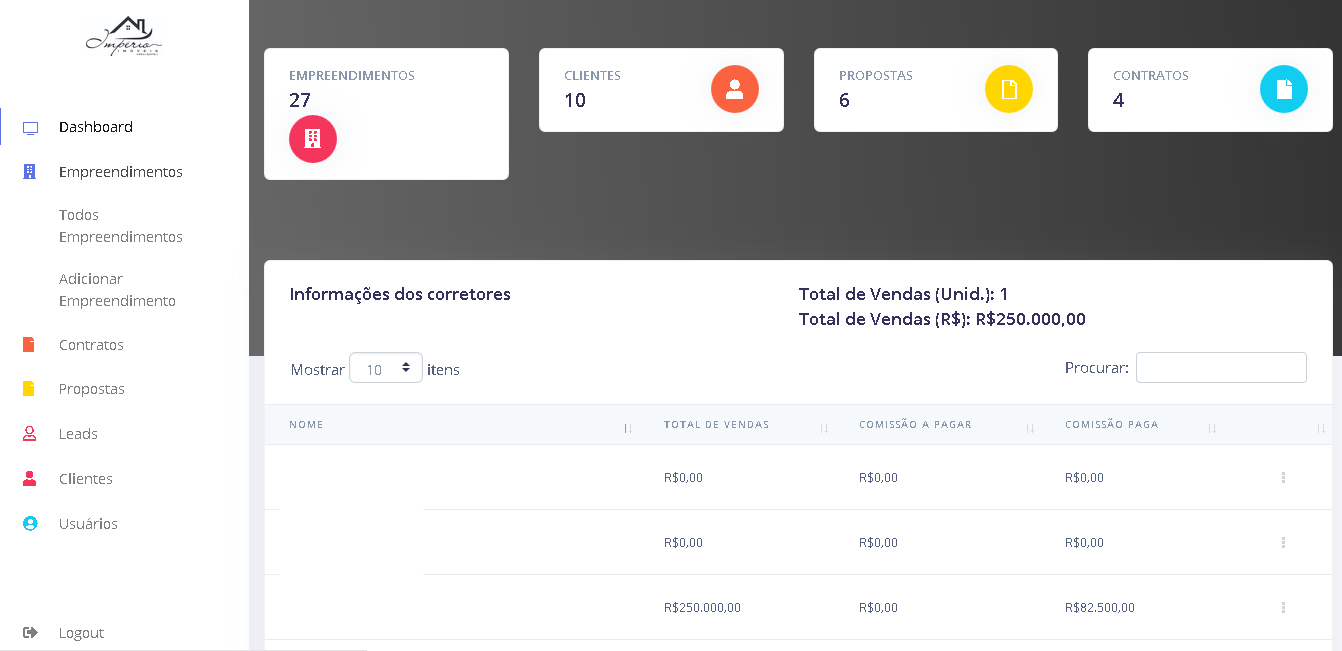 Imperio
IMÓVEIS
Dashboard
Empreendimentos
Todos
Empreendimentos
Adicionar
Empreendimento
Contratos
Propostas
Leads
Clientes
Usuários
Logout
EMPREENDIMENTOS
27
CLIENTES
10
PROPOSTAS
6
CONTRATOS
4
Informações dos corretores
Total de Vendas (Unid.): 1
Total de Vendas (R$): R$250.000,00
Mostrar 10 itens
Procurar:
NOME TOTAL DE VENDAS COMISSÃO A PAGAR COMISSÃO PAGA
R$0,00 R$0,00 R$0,00
R$0,00 R$0,00 R$0,00
R$250.000,00 R$0,00 R$82.500,00